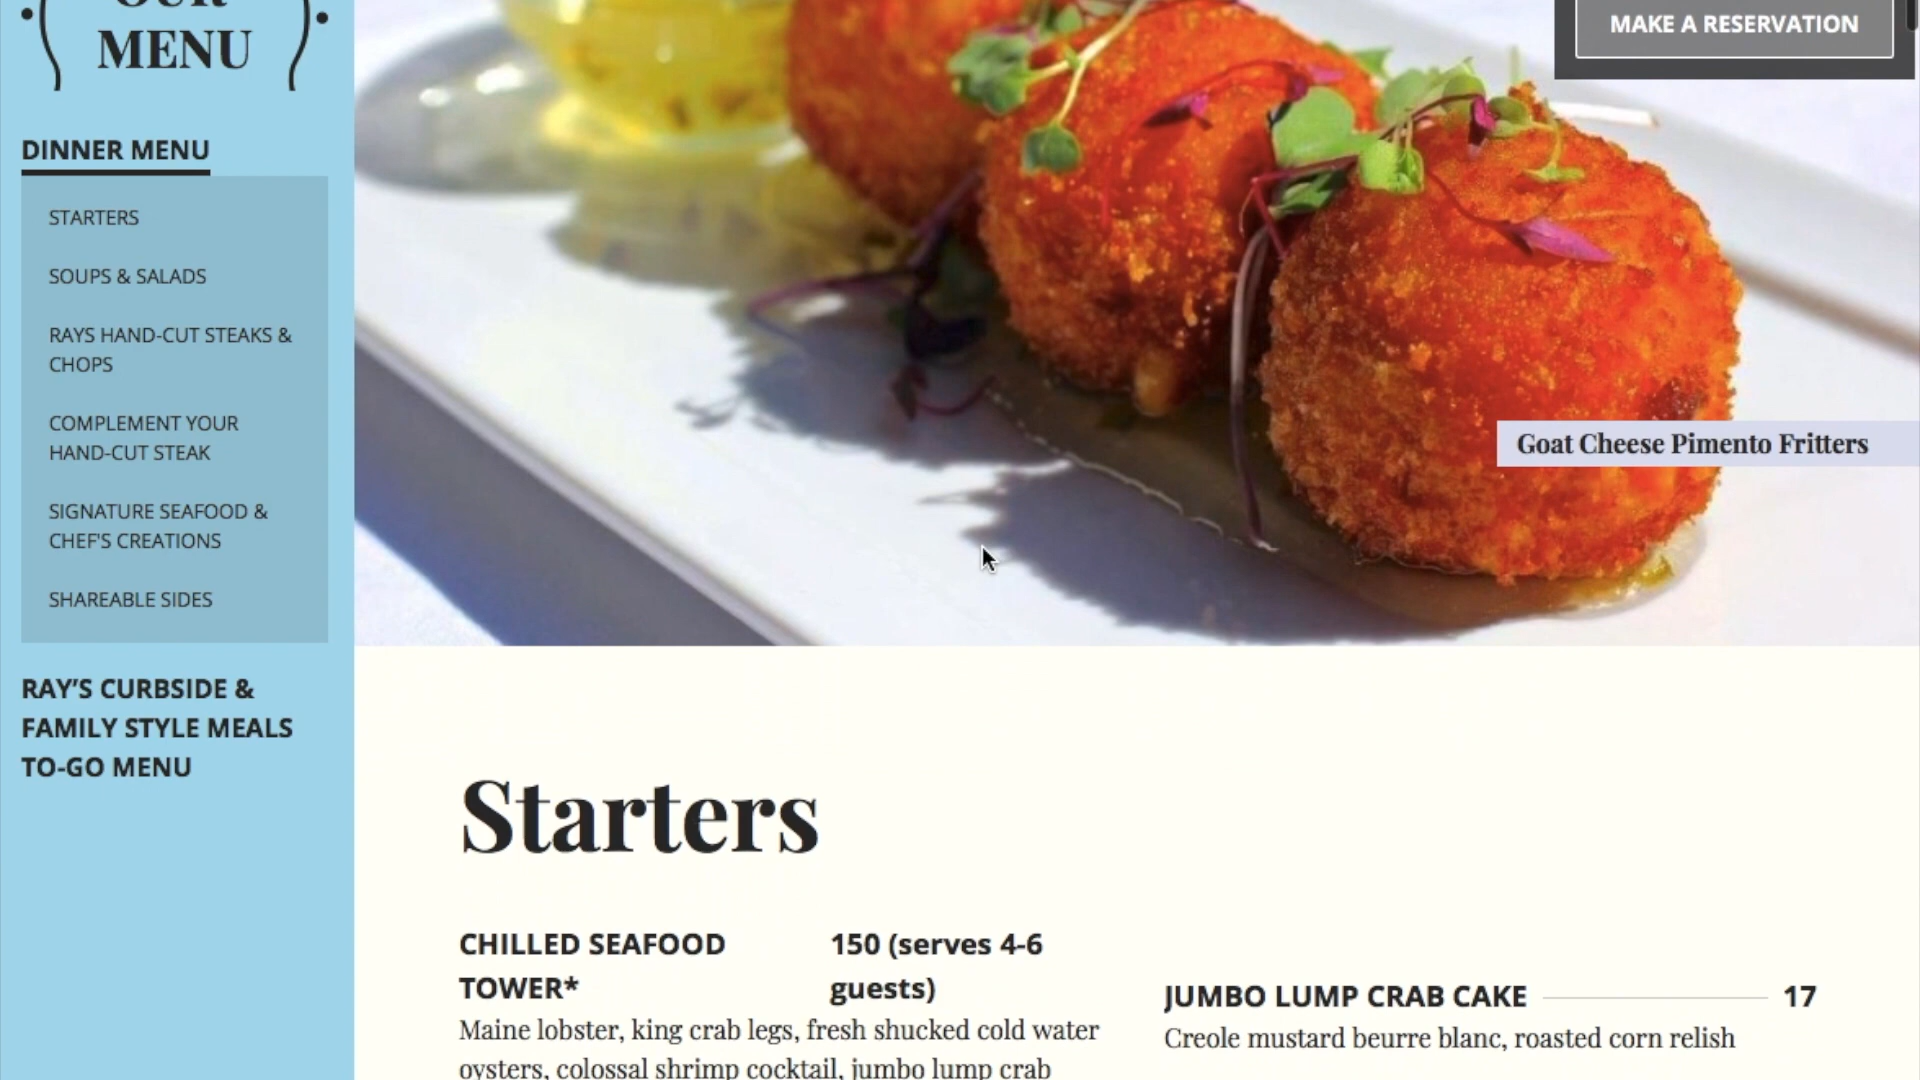 MENU
DINNER MENU
STARTERS
SOUPS & SALADS
RAYS HAND-CUT STEAKS &
CHOPS
COMPLEMENT YOUR
HAND-CUT STEAK
SIGNATURE SEAFOOD &
CHEF'S CREATIONS
SHAREABLE SIDES
RAY'S CURBSIDE &
FAMILY STYLE MEALS
TO-GO MENU
MAKE A RESERVATION
Goat Cheese Pimento Fritters
Starters
CHILLED SEAFOOD
TOWER*
150 (serves 4-6
guests)
Maine lobster, king crab legs, fresh shucked cold water
oysters, colossal shrimp cocktail, jumbo lump crab
JUMBO LUMP CRAB CAKE 17
Creole mustard beurre blanc, roasted corn relish